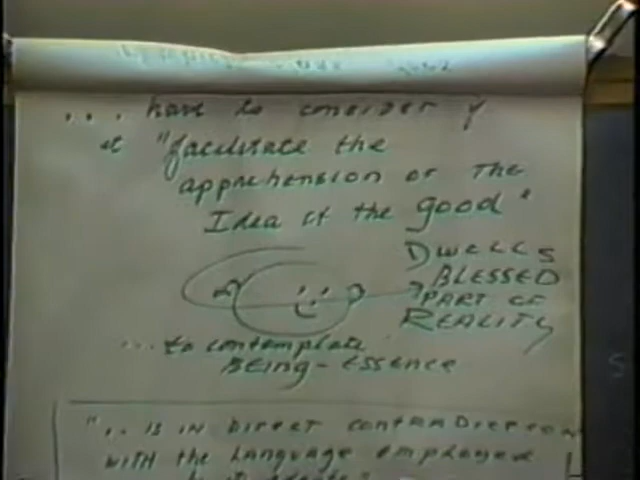 ... have to consider if
it "facilitate the
apprehension of the
Idea of the good"
DWELLS
BLESSED
PART OF
REALITY
... to contemplate
BEING - ESSENCE
".. IS IN DIRECT CONTRADICTION
WITH the LANGUAGE employed